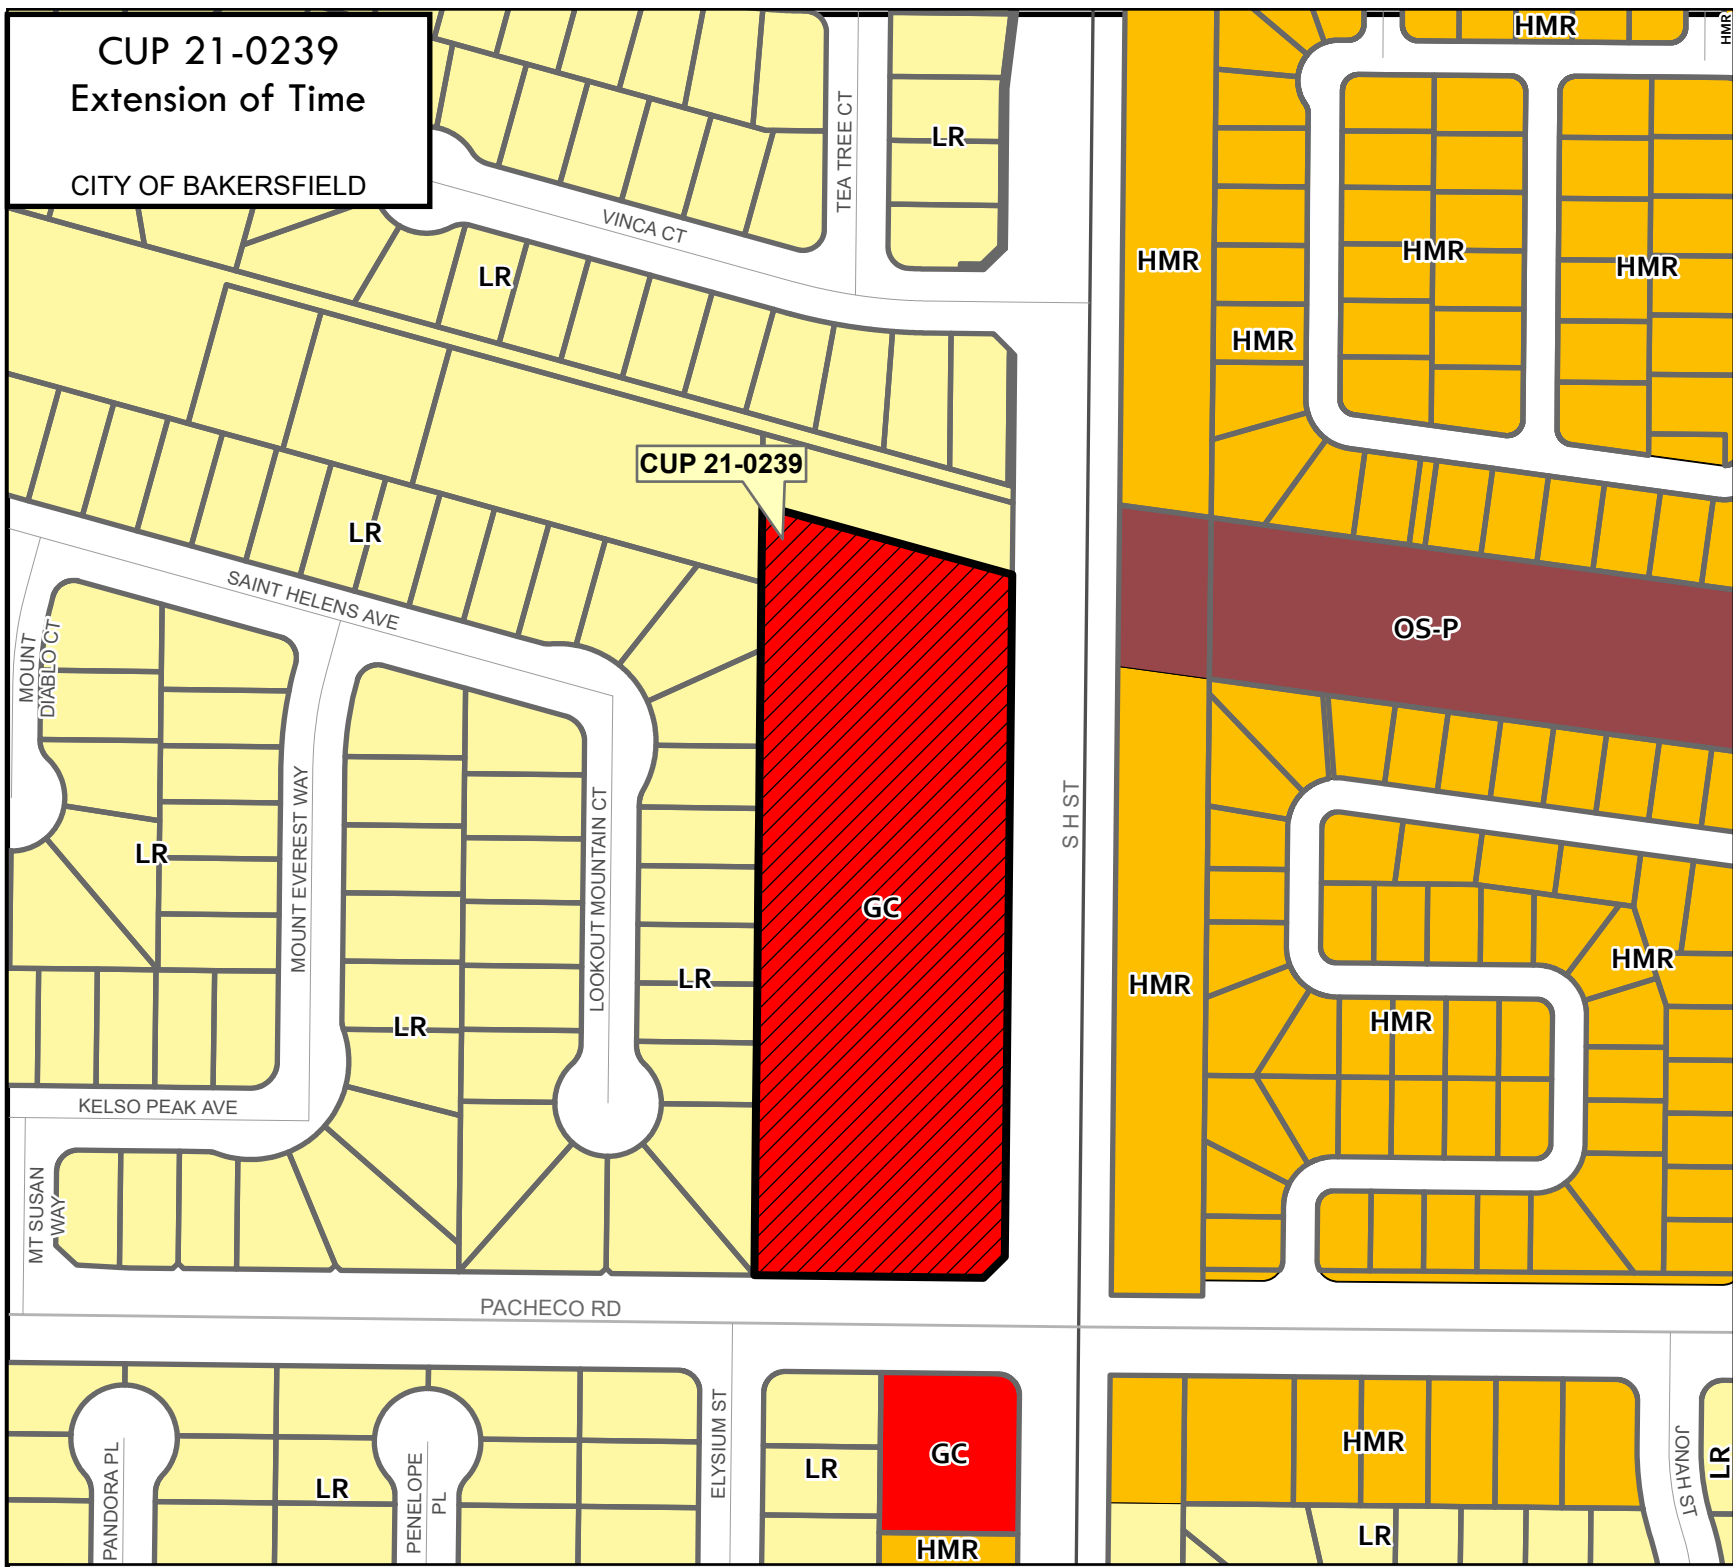 CUP 21-0239
Extension of Time
CITY OF BAKERSFIELD
HMR
HMR
TEA TREE CT
LR
VINCA CT
HMR
HMR
HMR
LR
HMR
CUP 21-0239
LR
SAINT HELENS AVE
OS-P
MOUNT
DIABLO CT
S H ST
LR
MOUNT EVEREST WAY
LOOKOUT MOUNTAIN CT
GC
HMR
LR
HMR
LR
HMR
KELSO PEAK AVE
MT SUSAN
WAY
PACHECO RD
ELYSIUM ST
HMR
GC
LR
LR
JONAH ST
LR
PANDORA PL
PENELOPE
PL
LR
HMR